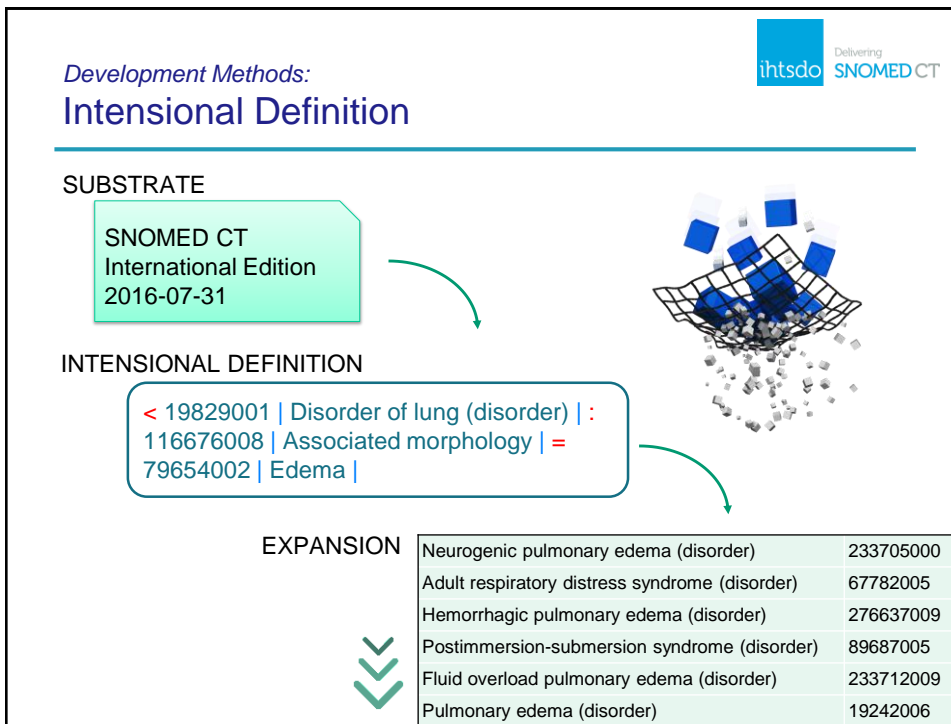 Development Methods:
Intensional Definition
ihtsdo
Delivering
SNOMED CT
SUBSTRATE
SNOMED CT
International Edition
2016-07-31
INTENSIONAL DEFINITION
< 19829001 | Disorder of lung (disorder) | :
116676008 | Associated morphology | =
79654002 | Edema |
EXPANSION
Neurogenic pulmonary edema (disorder) 233705000
Adult respiratory distress syndrome (disorder) 67782005
Hemorrhagic pulmonary edema (disorder) 276637009
Postimmersion-submersion syndrome (disorder) 89687005
Fluid overload pulmonary edema (disorder) 233712009
Pulmonary edema (disorder) 19242006